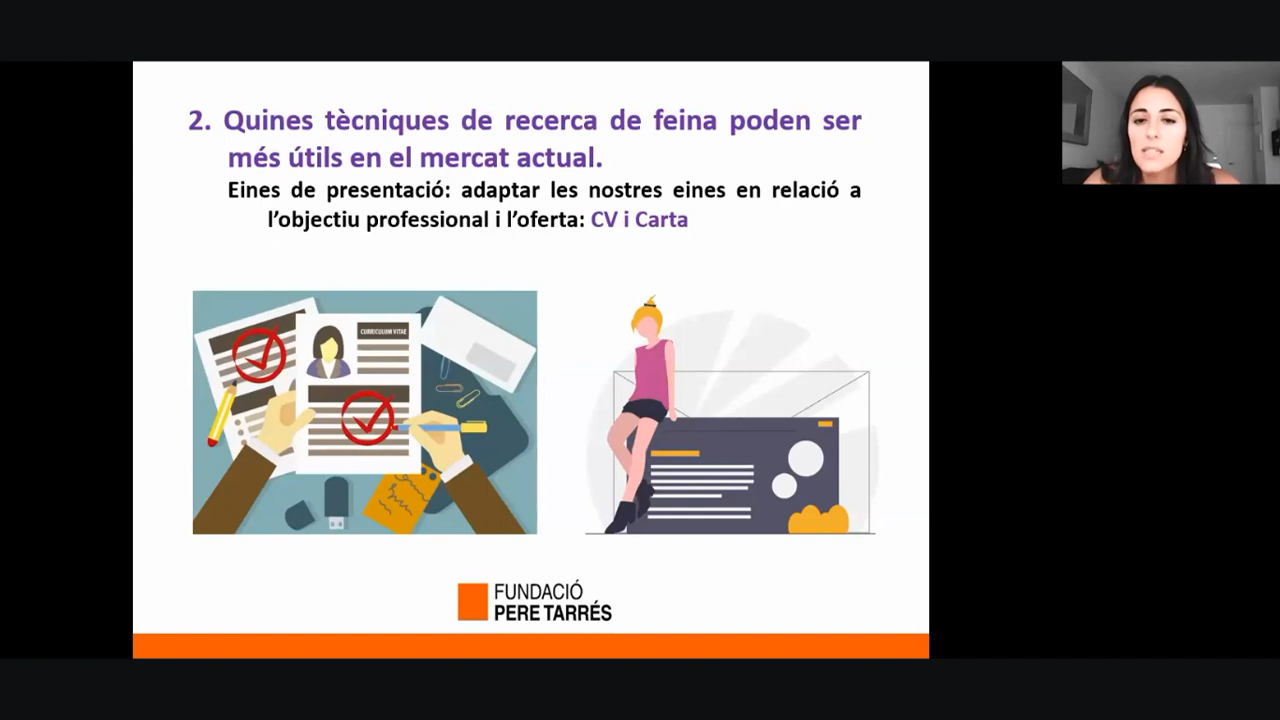 2. Quines tècniques de recerca de feina poden ser
més útils en el mercat actual.
Eines de presentació: adaptar les nostres eines en relació a
l’objectiu professional i l’oferta: CV i Carta
CURRICULUM VITAE
FUNDACIÓ
PERE TARRÉS